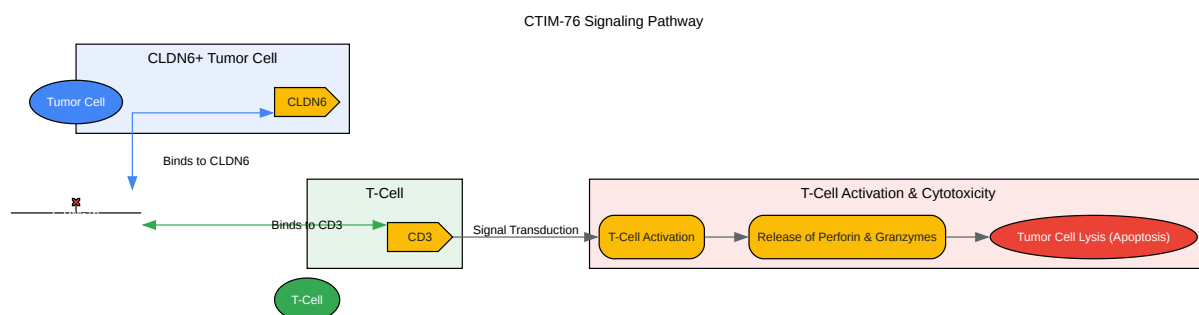 CTIM-76 Signaling Pathway
CLDN6+ Tumor Cell
Tumor Cell
CLDN6
Binds to CLDN6
T-Cell
Binds to CD3
CD3
Signal Transduction
T-Cell Activation & Cytotoxicity
T-Cell Activation
Release of Perforin & Granzymes
Tumor Cell Lysis (Apoptosis)
T-Cell